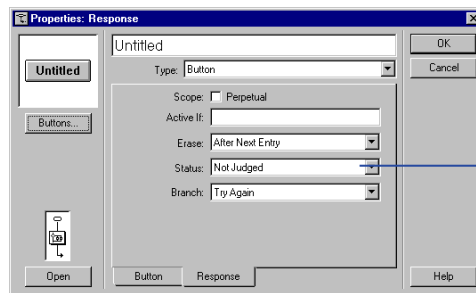 Properties: Response
Untitled
OK
Untitled
Type: Button
Cancel
Scope: Perpetual
Buttons...
Active If:
Erase: After Next Entry
Status: Not Judged
Branch: Try Again
Open
Button
Response
Help